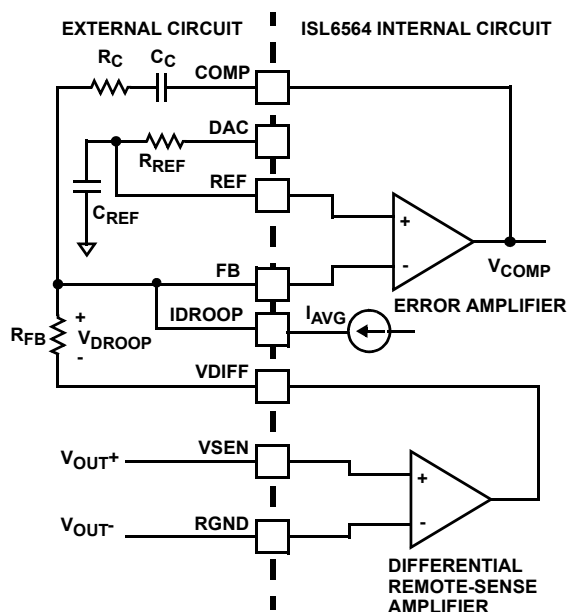 EXTERNAL CIRCUIT
ISL6564 INTERNAL CIRCUIT
RC
CC
COMP
DAC
RREF
REF
CREF
+
-
VCOMP
FB
ERROR AMPLIFIER
IDROOP
IAVG
RFB
+
VDROOP
-
VDIFF
VOUT+
VSEN
+
VOUT-
RGND
-
DIFFERENTIAL
REMOTE-SENSE
AMPLIFIER